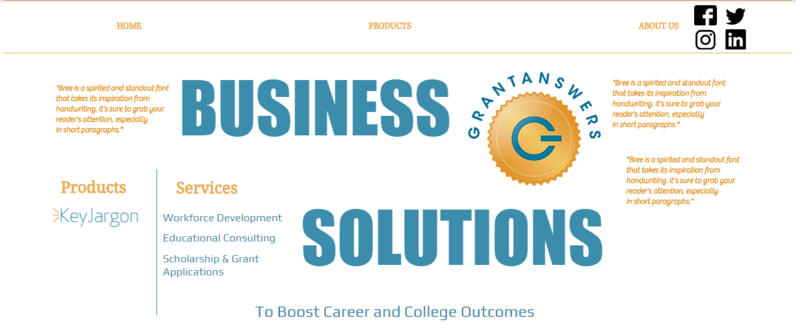 HOME
PRODUCTS
ABOUT US
"Bree is a spirited and standout font
that takes its inspiration from
handwriting. It's sure to grab your
reader's attention, especially
in short paragraphs."
BUSINESS
GRANTANSWERS
G
"Bree is a spirited and standout font
that takes its inspiration from
handwriting. It's sure to grab your
reader's attention, especially
in short paragraphs."
"Bree is a spirited and standout font
that takes its inspiration from
handwriting. It's sure to grab your
reader's attention, especially
in short paragraphs."
Products
KeyJargon
Services
Workforce Development
Educational Consulting
Scholarship & Grant
Applications
SOLUTIONS
To Boost Career and College Outcomes